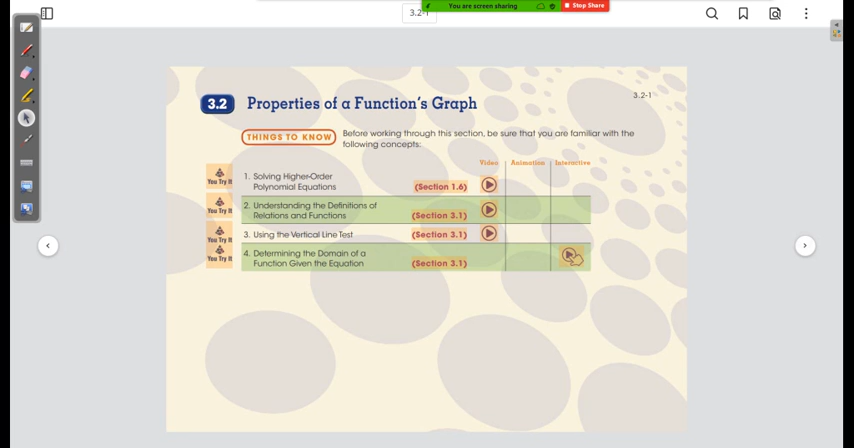 You are screen sharing
Stop Share
3.2-1
3.2-1
3.2 Properties of a Function's Graph
THINGS TO KNOW Before working through this section, be sure that you are familiar with the
following concepts:
Video Animation Interactive
You Try It 1. Solving Higher-Order
Polynomial Equations (Section 1.6)
You Try It 2. Understanding the Definitions of
Relations and Functions (Section 3.1)
You Try It 3. Using the Vertical Line Test (Section 3.1)
You Try It 4. Determining the Domain of a
Function Given the Equation (Section 3.1)